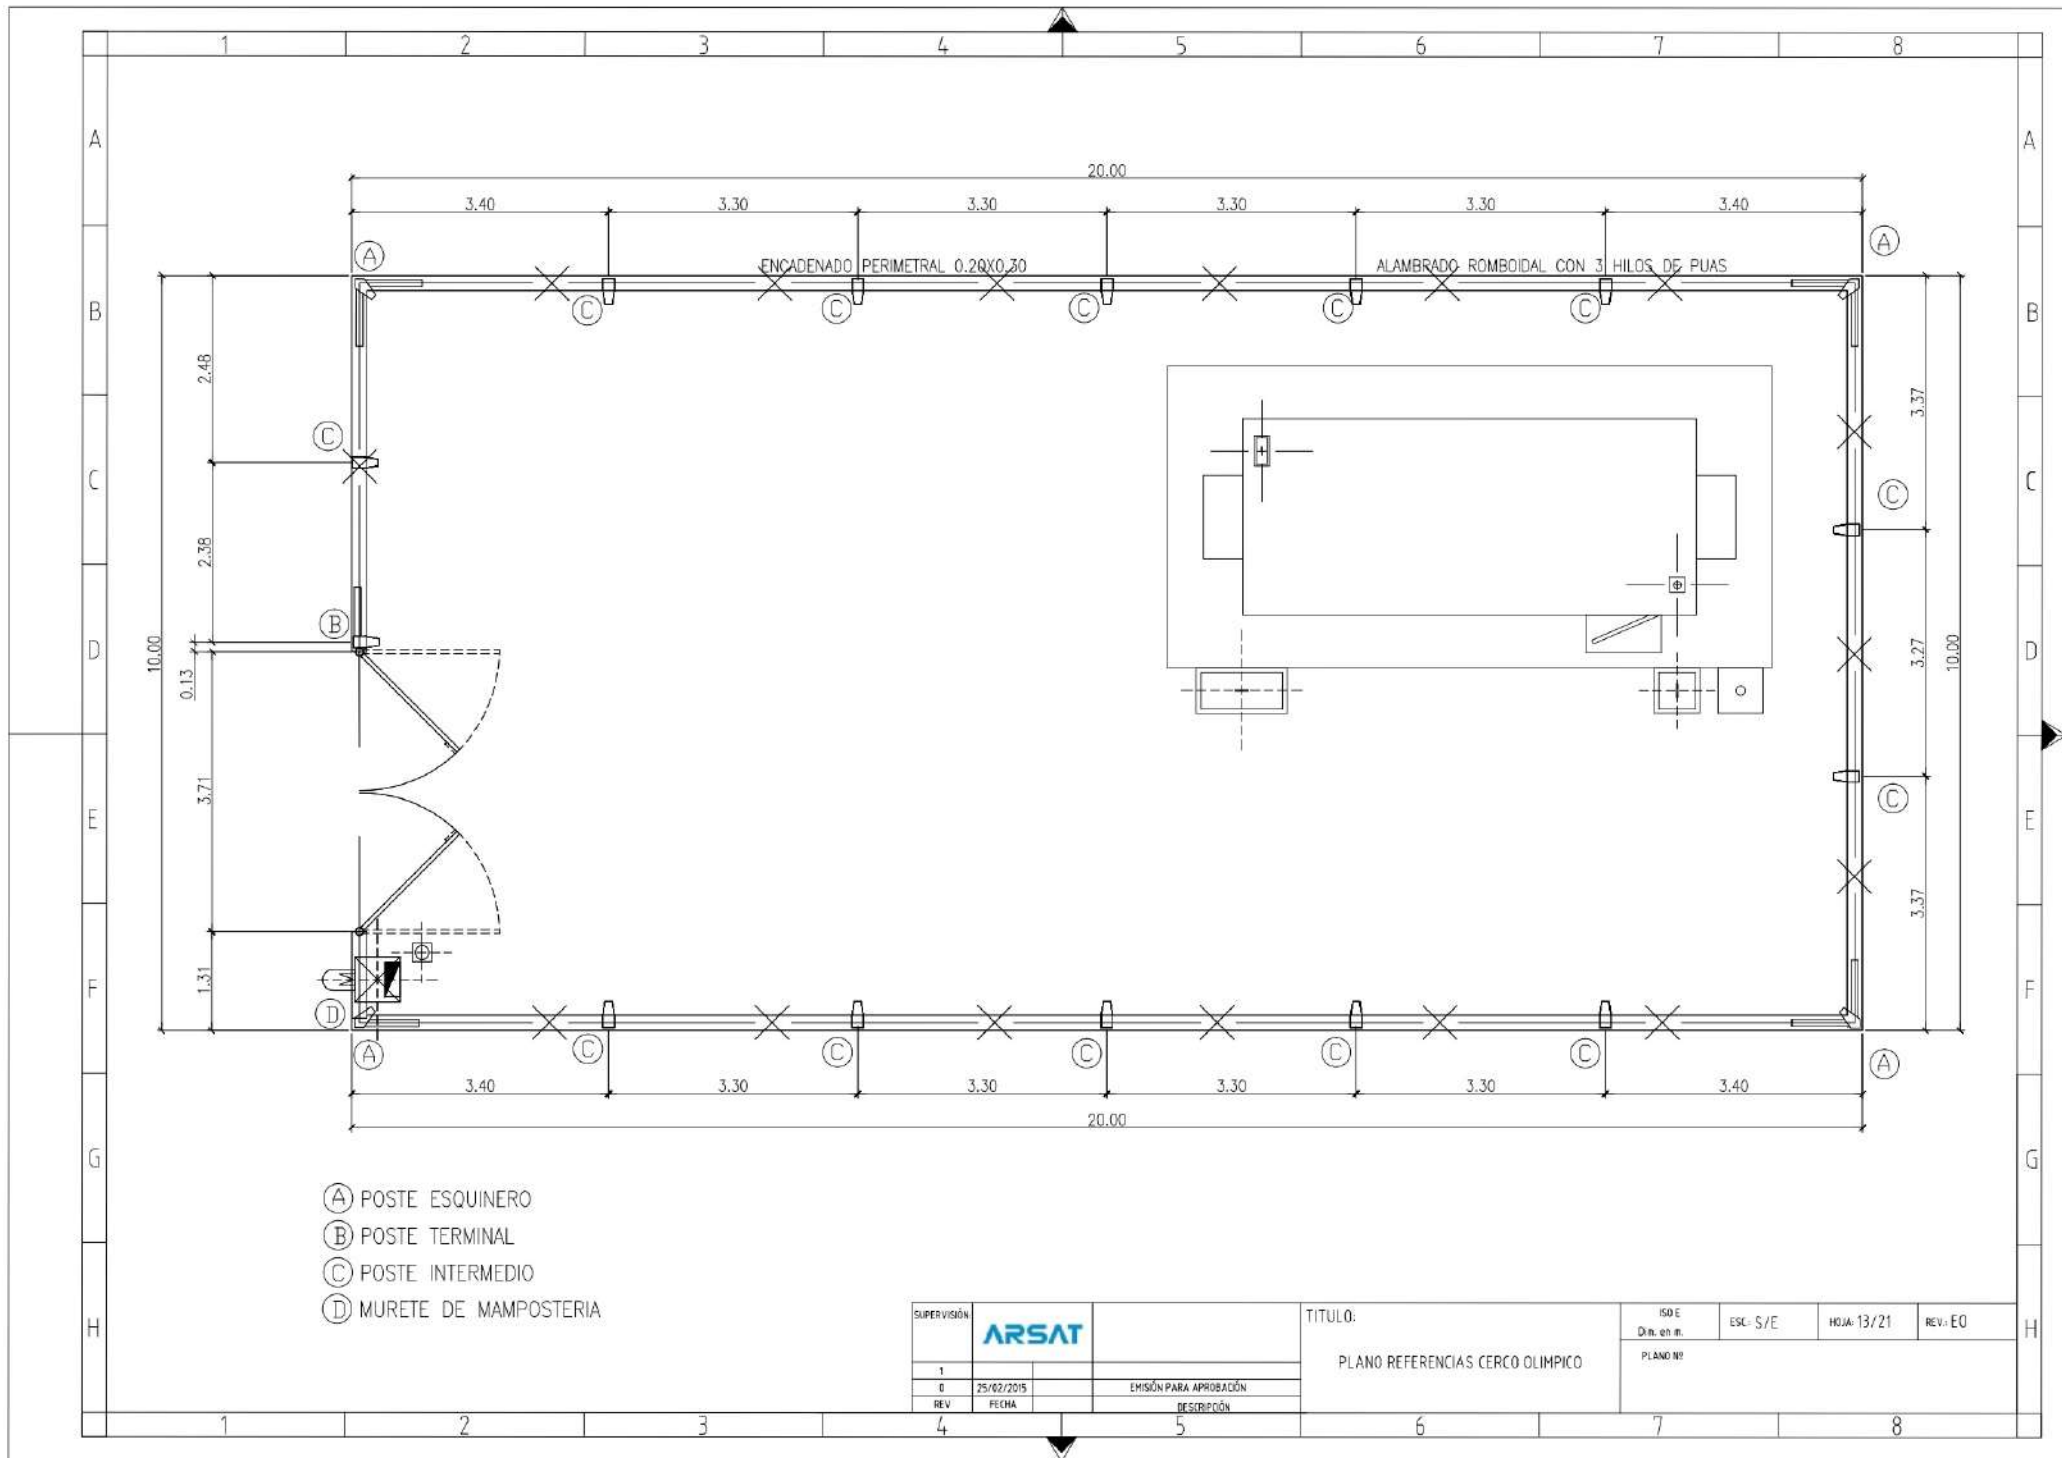 1 2 3 4 5 6 7 8
A A
20.00
3.40 3.30 3.30 3.30 3.30 3.40
A A
ENCADENADO PERIMETRAL 0.20X0.30 ALAMBRADO ROMBOIDAL CON 3 HILOS DE PUAS
B C C C C C B
2.48 3.37
C
C C C
2.38
B
D 10.00 0.13 3.27 10.00 D
3.71
C
E E
3.37
1.31
F F
D
A C C C C C A
3.40 3.30 3.30 3.30 3.30 3.40
20.00
G G
A POSTE ESQUINERO
B POSTE TERMINAL
C POSTE INTERMEDIO
D MURETE DE MAMPOSTERIA
H H
SUPERVISIÓN:
ARSAT
1
0 25/02/2015 EMISIÓN PARA APROBACIÓN
REV FECHA DESCRIPCIÓN
TITULO:
PLANO REFERENCIAS CERCO OLIMPICO
ISO E
Dim. en m.
ESC: S/E
HOJA: 13/21
REV.: E0
PLANO Nº
1 2 3 4 5 6 7 8